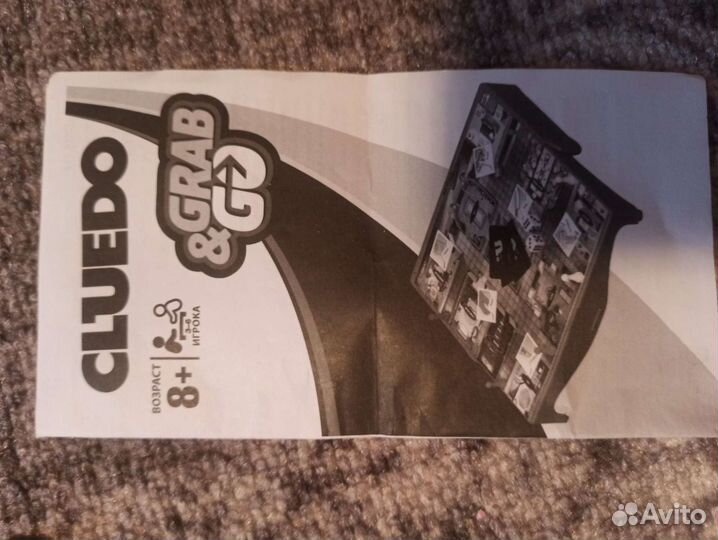 CLUEDO
GRAB
&GO
ВОЗРАСТ
8+
3-6
ИГРОКА
Avito